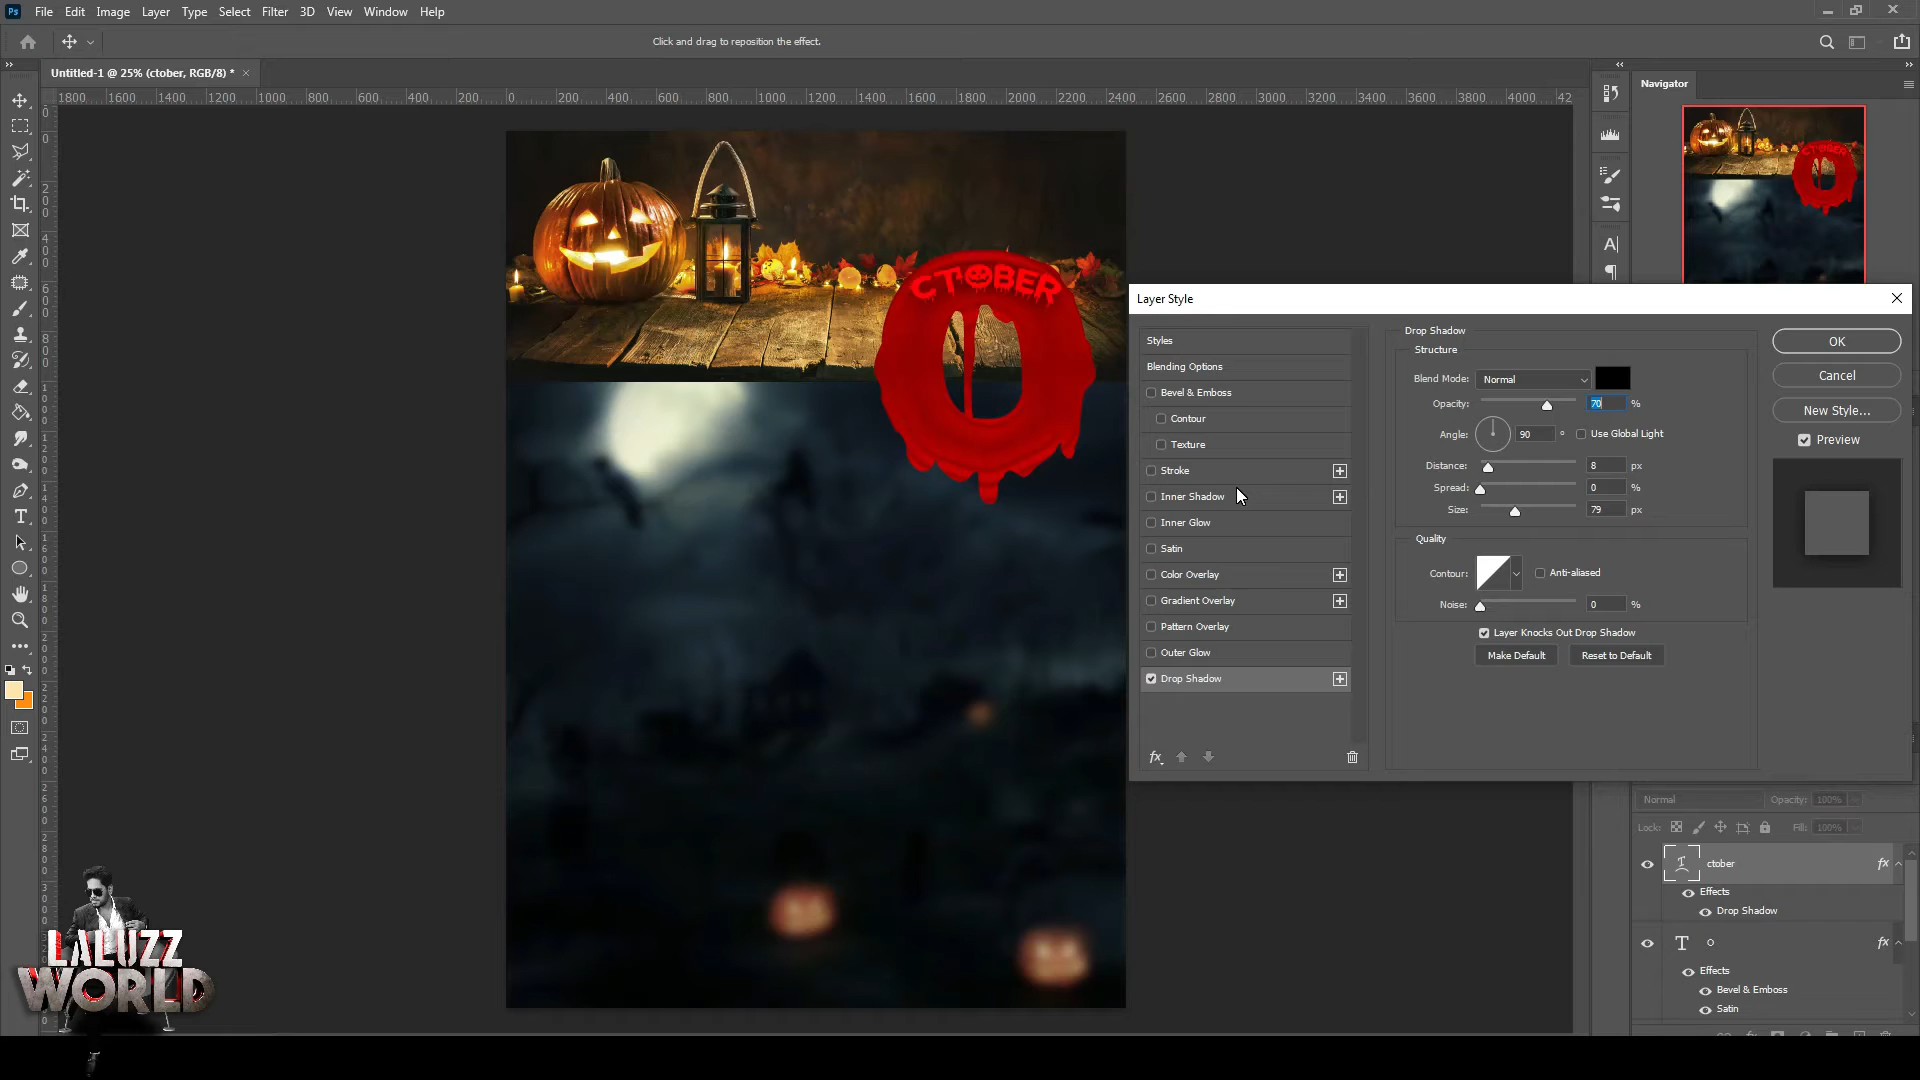 Ps File Edit Image Layer Type Select Filter 3D View Window Help
Click and drag to reposition the effect.
Untitled-1 @ 25% (ctober, RGB/8) * ×
1800 1600 1400 1200 1000 800 600 400 200 0 200 400 600 800 1000 1200 1400 1600 1800 2000 2200 2400 2600 2800 3000 3200 3400 3600 3800 4000 42
Navigator
CTOBER
O
Layer Style
Styles
Blending Options
Bevel & Emboss
Contour
Texture
Stroke
Inner Shadow
Inner Glow
Satin
Color Overlay
Gradient Overlay
Pattern Overlay
Outer Glow
Drop Shadow
fx
Drop Shadow
Structure
Blend Mode: Normal
Opacity: 70 %
Angle: 90 ° Use Global Light
Distance: 8 px
Spread: 0 %
Size: 79 px
Quality
Contour: Anti-aliased
Noise: 0 %
Layer Knocks Out Drop Shadow
Make Default Reset to Default
OK
Cancel
New Style...
Preview
Normal Opacity: 100%
Lock: Fill: 100%
ctober fx
Effects
Drop Shadow
T o fx
Effects
Bevel & Emboss
Satin
LALUZZ
WORLD